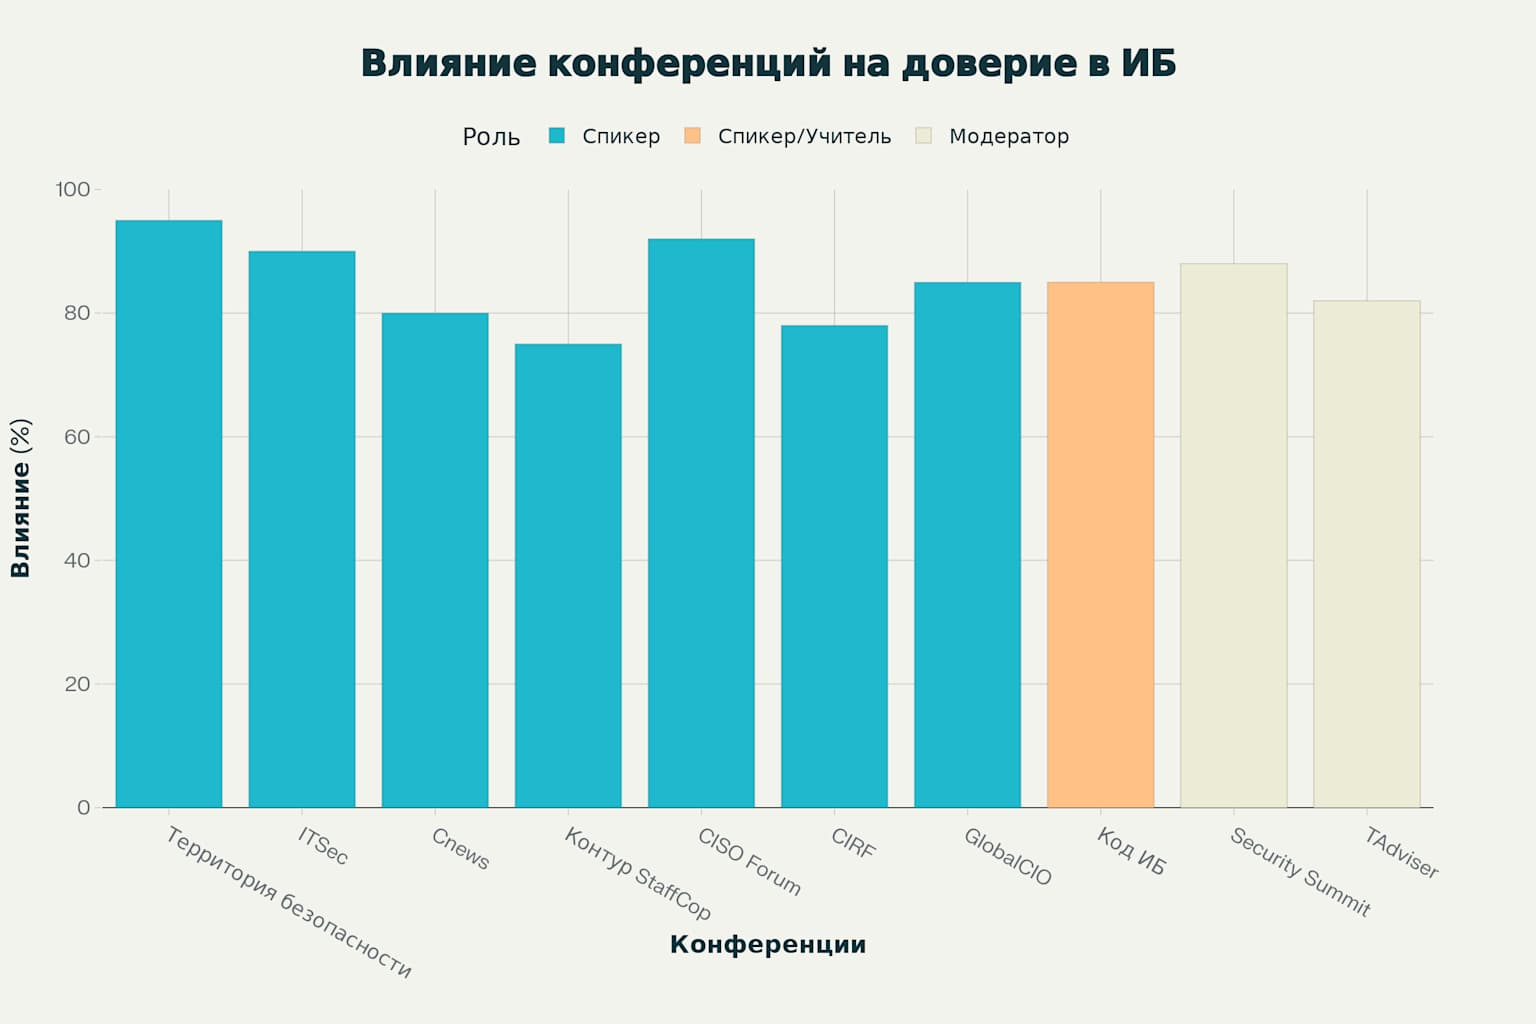 Влияние конференций на доверие в ИБ
Роль Спикер Спикер/Учитель Модератор
100
80
60
40
20
0
Влияние (%)
Территория безопасности
ITSec
Cnews
Контур StaffCop
CISO Forum
CIRF
GlobalCIO
Код ИБ
Security Summit
TAdviser
Конференции